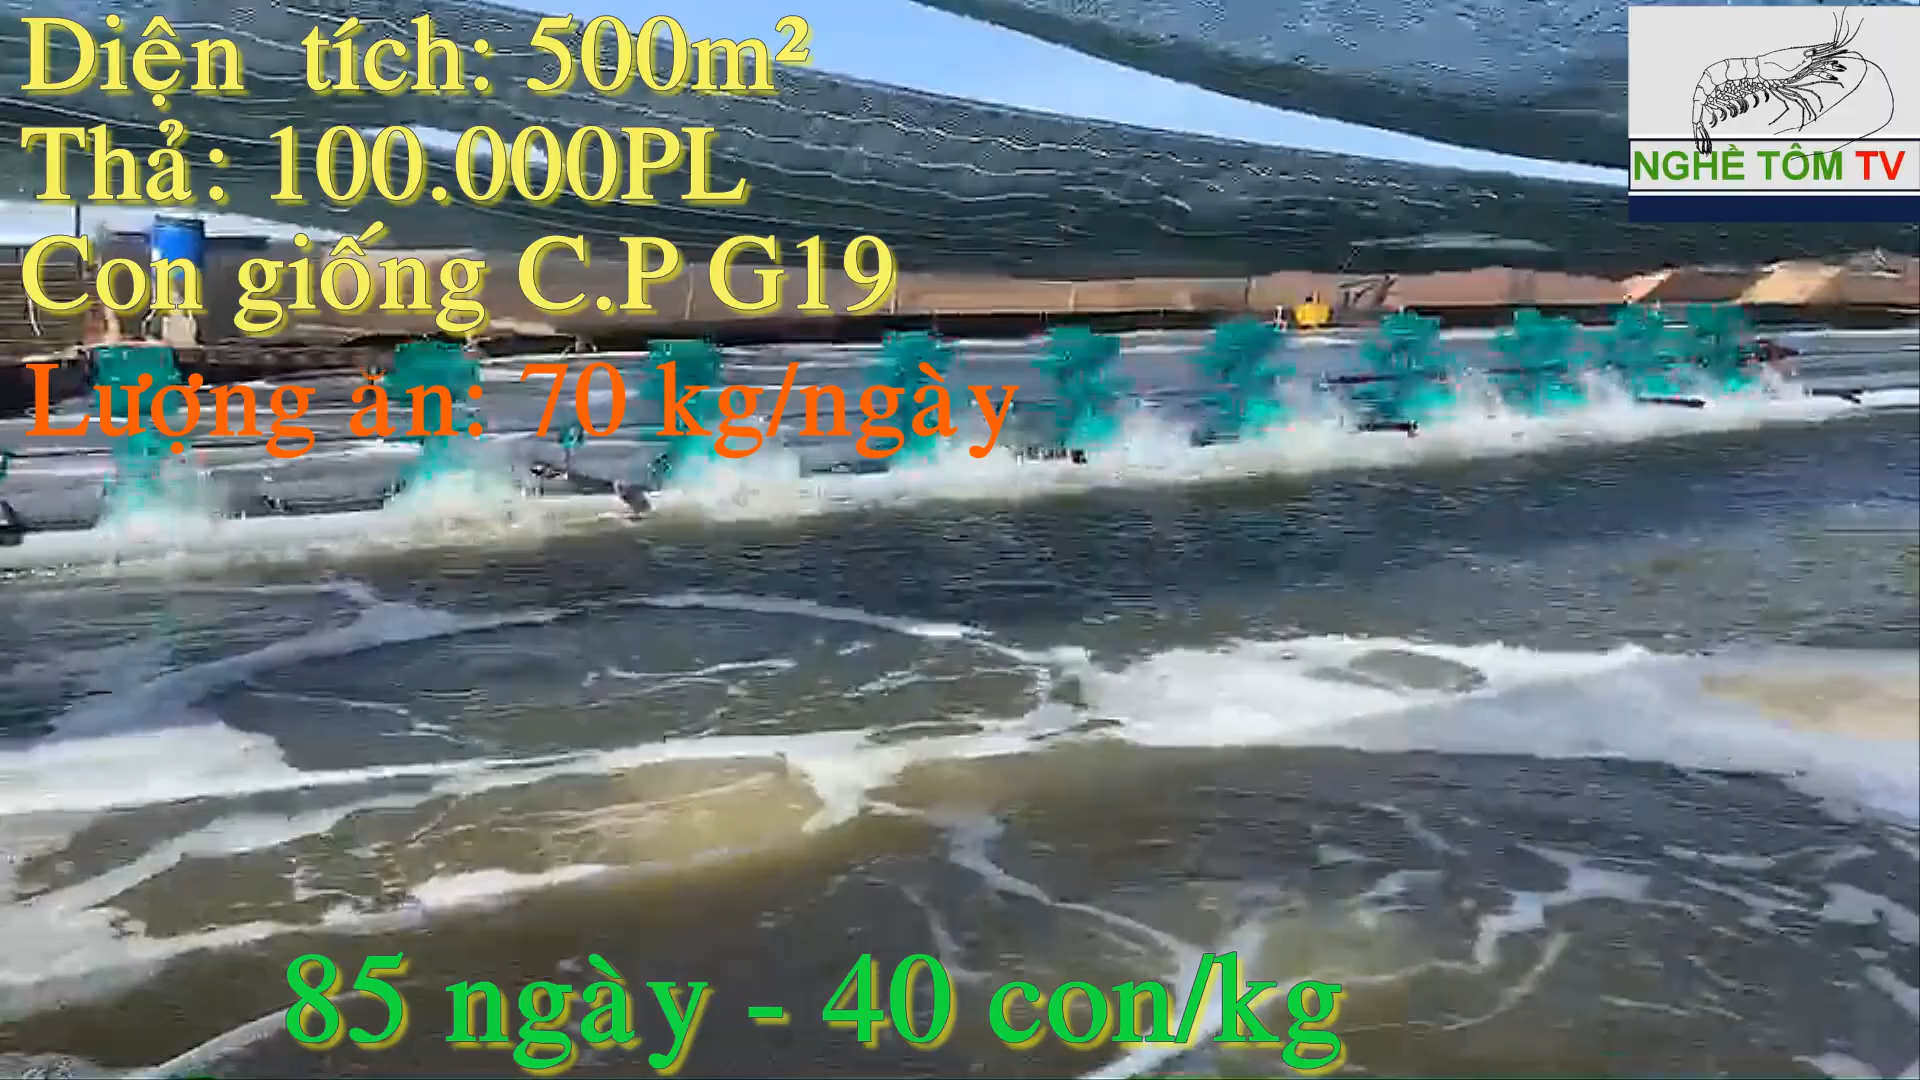 Diện tích: 500m²
Thả: 100.000PL
Con giống C.P G19
Lượng ăn: 70 kg/ngày
85 ngày - 40 con/kg
NGHỀ TÔM TV